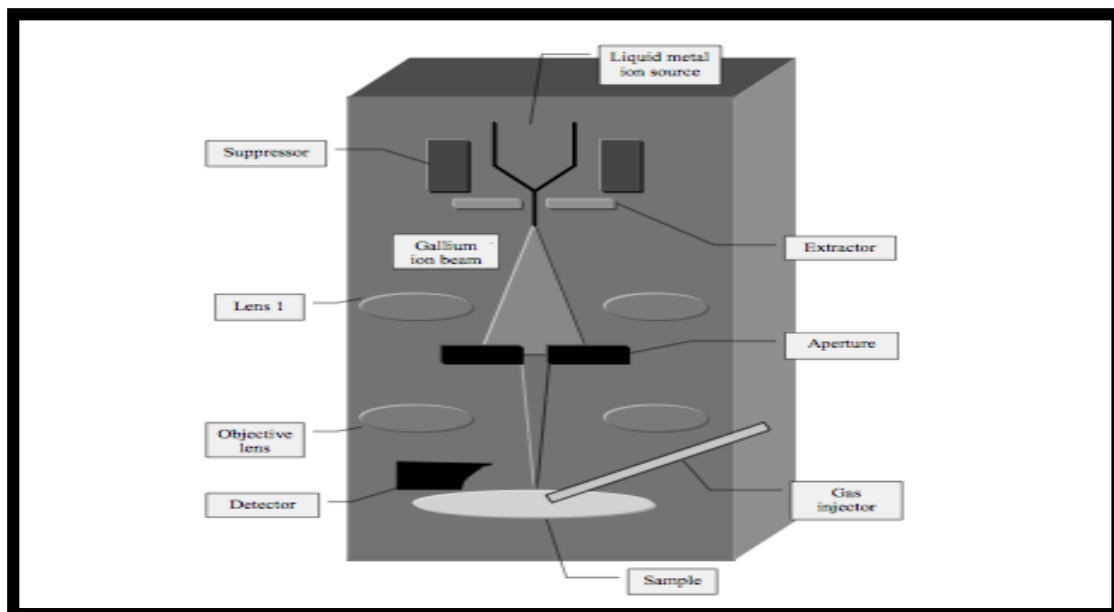 Liquid metal
ion source
Suppressor
Gallium
ion beam
Extractor
Lens 1
Aperture
Objective
lens
Detector
Gas
injector
Sample